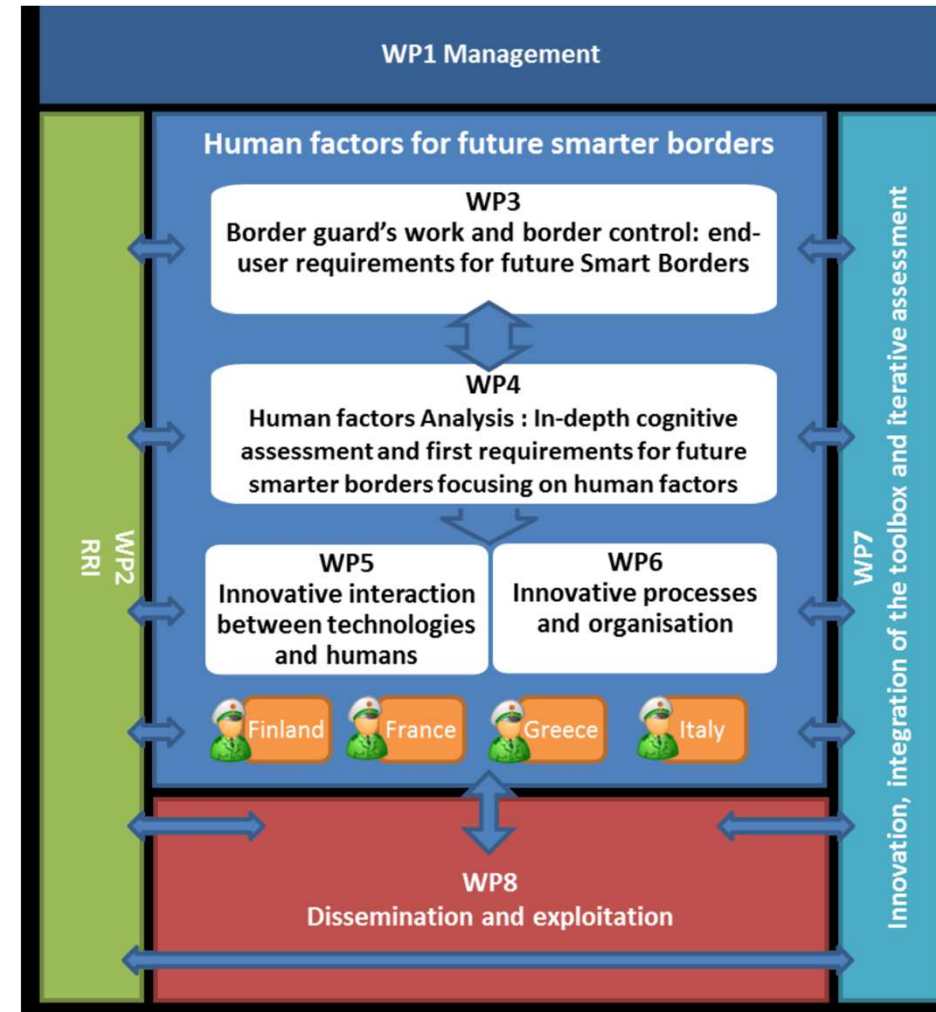 WP1 Management
Human factors for future smarter borders
WP3
Border guard's work and border control: end-
user requirements for future Smart Borders
WP4
Human factors Analysis : In-depth cognitive
assessment and first requirements for future
smarter borders focusing on human factors
WP5
Innovative interaction
between technologies
and humans
WP6
Innovative processes
and organisation
Finland
France
Greece
Italy
WP8
Dissemination and exploitation
WP2
RRI
WP7
Innovation, integration of the toolbox and iterative assessment